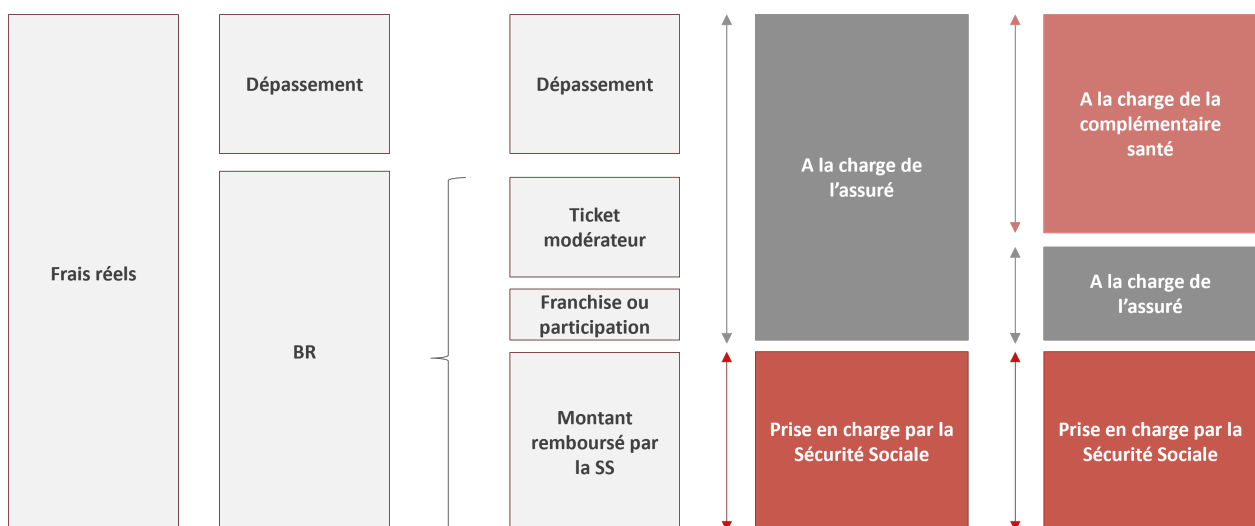 Frais réels
Dépassement
BR
Dépassement
Ticket
modérateur
Franchise ou
participation
Montant
remboursé par
la SS
A la charge de
l'assuré
Prise en charge par la
Sécurité Sociale
A la charge de la
complémentaire
santé
A la charge de
l'assuré
Prise en charge par la
Sécurité Sociale